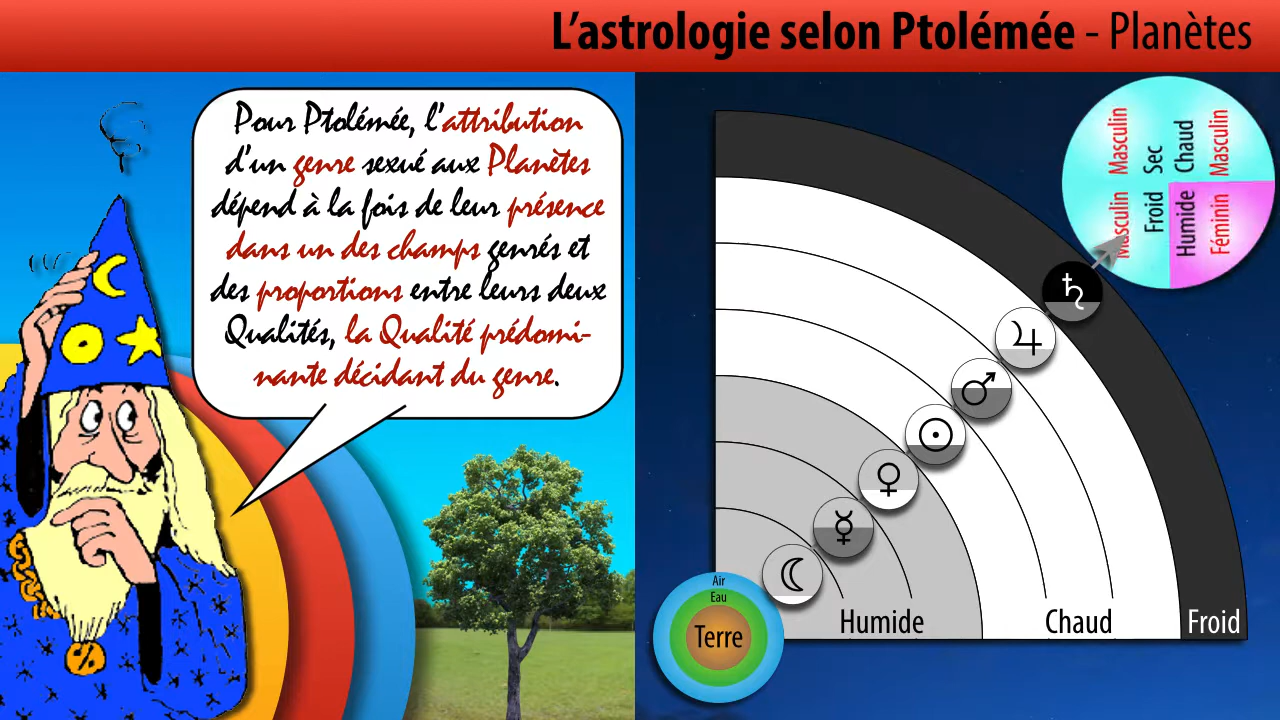 L'astrologie selon Ptolémée - Planètes
Pour Ptolémée, l'attribution
d'un genre sexué aux Planètes
dépend à la fois de leur présence
dans un des champs genrés et
des proportions entre leurs deux
Qualités, la Qualité prédomi-
nante décidant du genre.
Masculin
Masculin
Froid
Sec
Humide
Chaud
Féminin
Masculin
Air
Eau
Terre
Humide
Chaud
Froid